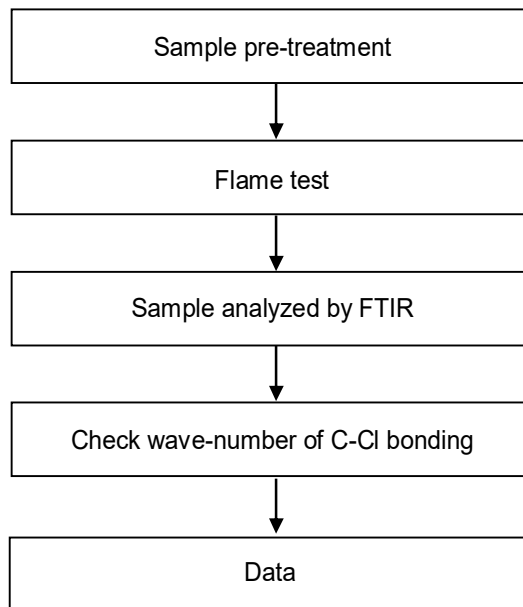 Sample pre-treatment
Flame test
Sample analyzed by FTIR
Check wave-number of C-Cl bonding
Data